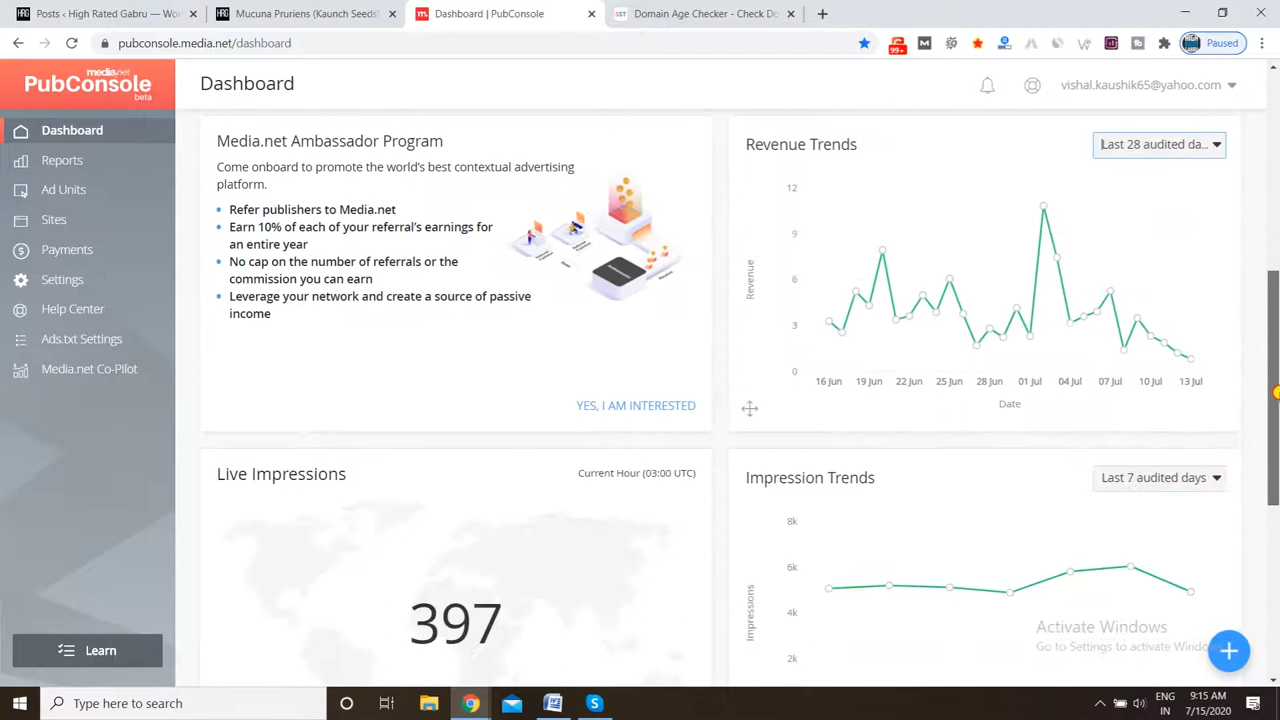 Posts ‹ High Rated Gabru — Wor
Mucuna Pruriens (Kaunch Seeds)
Dashboard | PubConsole
Domain Age Checker - Check Do
pubconsole.media.net/dashboard
99+
Paused
media.net
PubConsole
beta
Dashboard
vishal.kaushik65@yahoo.com
Dashboard
Reports
Ad Units
Sites
Payments
Settings
Help Center
Ads.txt Settings
Media.net Co-Pilot
Learn
Media.net Ambassador Program
Come onboard to promote the world's best contextual advertising
platform.
Refer publishers to Media.net
Earn 10% of each of your referral's earnings for
an entire year
No cap on the number of referrals or the
commission you can earn
Leverage your network and create a source of passive
income
YES, I AM INTERESTED
Revenue Trends
Last 28 audited da...
12
9
6
3
0
Revenue
16 Jun 19 Jun 22 Jun 25 Jun 28 Jun 01 Jul 04 Jul 07 Jul 10 Jul 13 Jul
Date
Live Impressions
Current Hour (03:00 UTC)
397
Impression Trends
Last 7 audited days
8k
6k
4k
2k
Impressions
Activate Windows
Go to Settings to activate Windo
Type here to search
ENG
IN
9:15 AM
7/15/2020